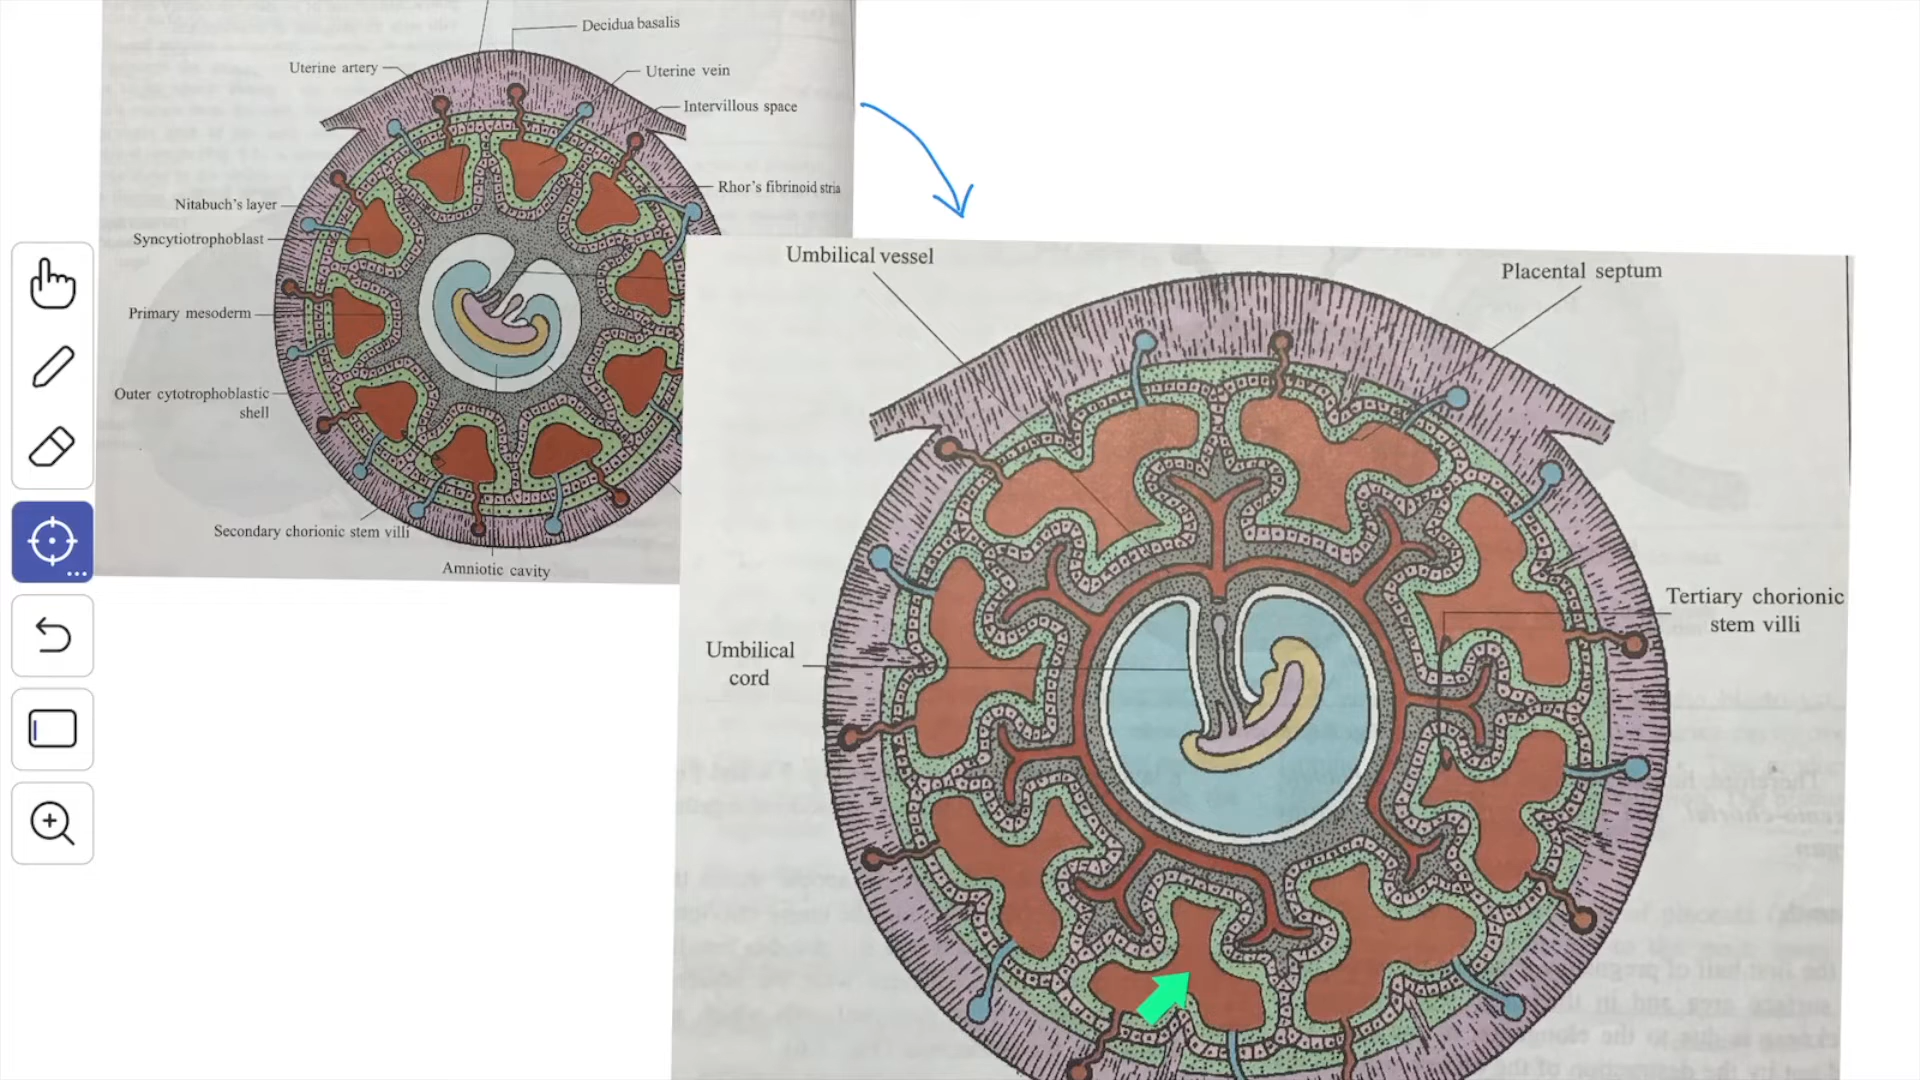 Decidua basalis
Uterine artery
Uterine vein
Intervillous space
Rhor's fibrinoid stria
Nitabuch's layer
Syncytiotrophoblast
Primary mesoderm
Outer cytotrophoblastic
shell
Secondary chorionic stem villi
Amniotic cavity
Umbilical vessel
Placental septum
Tertiary chorionic
stem villi
Umbilical
cord